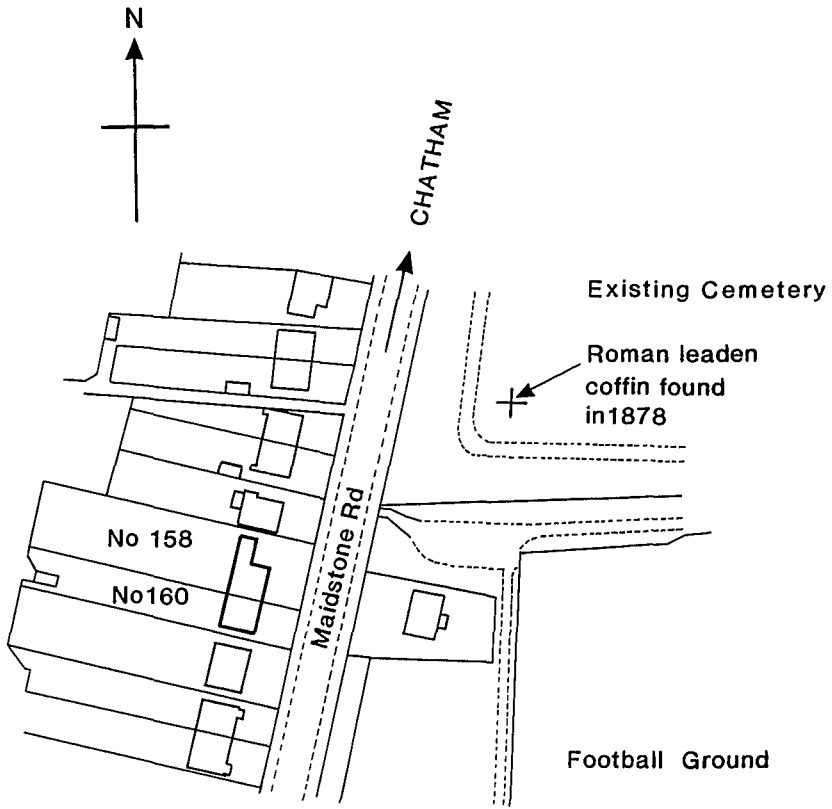 N
CHATHAM
Existing Cemetery
Roman leaden
coffin found
in1878
Maidstone Rd
No 158
No160
Football Ground